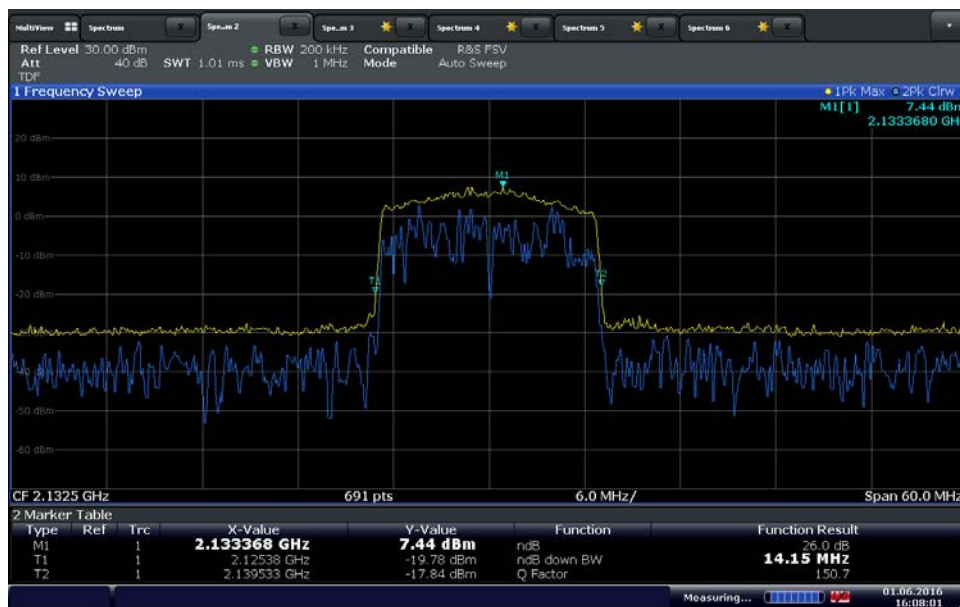 MultiView Spectrum X Spe...m 2 X Spe...m 3 X Spectrum 4 X Spectrum 5 X Spectrum 6 X
Ref Level 30.00 dBm RBW 200 kHz Compatible R&S FSV
Att 40 dB SWT 1.01 ms VBW 1 MHz Mode Auto Sweep
TDF
1 Frequency Sweep 1Pk Max 2Pk Clrw
M1[1] 7.44 dBm
2.1333680 GH
20 dBm
10 dBm
M1
0 dBm
-10 dBm
T1 T2
-20 dBm
-30 dBm
-40 dBm
-50 dBm
-60 dBm
CF 2.1325 GHz 691 pts 6.0 MHz/ Span 60.0 MHz
2 Marker Table
Type Ref Trc X-Value Y-Value Function Function Result
M1 1 2.133368 GHz 7.44 dBm ndB 26.0 dB
T1 1 2.12538 GHz -19.78 dBm ndB down BW 14.15 MHz
T2 1 2.139533 GHz -17.84 dBm Q Factor 150.7
Measuring... 01.06.2016
16:08:01